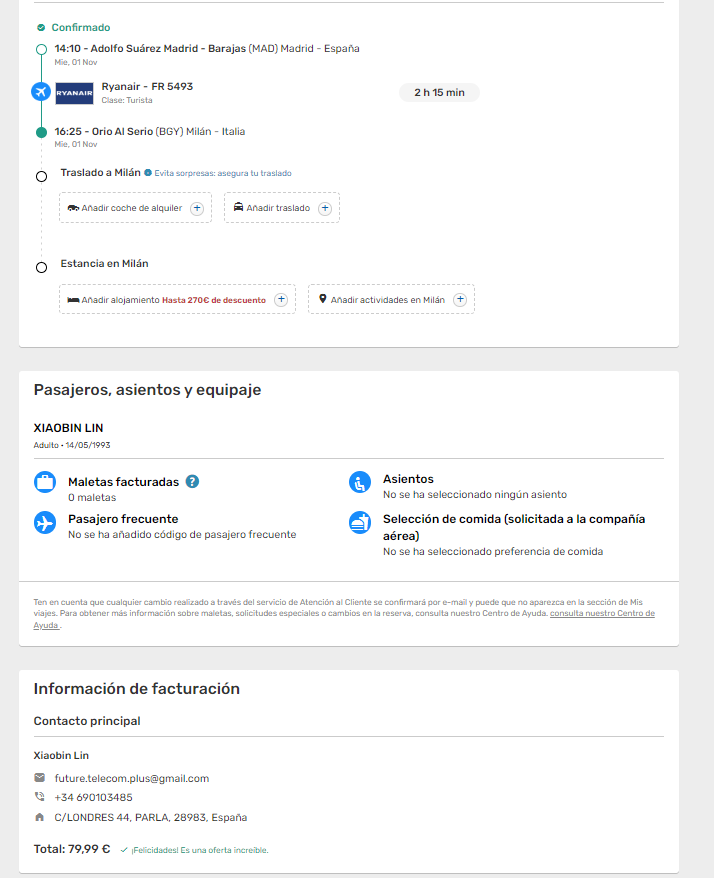 Confirmado
14:10 - Adolfo Suárez Madrid - Barajas (MAD) Madrid - España
Mie, 01 Nov
RYANAIR
Ryanair - FR 5493
Clase: Turista
2 h 15 min
16:25 - Orio Al Serio (BGY) Milán - Italia
Mie, 01 Nov
Traslado a Milán Evita sorpresas: asegura tu traslado
Añadir coche de alquiler +
Añadir traslado +
Estancia en Milán
Añadir alojamiento Hasta 270€ de descuento +
Añadir actividades en Milán +
Pasajeros, asientos y equipaje
XIAOBIN LIN
Adulto • 14/05/1993
Maletas facturadas ?
0 maletas
Asientos
No se ha seleccionado ningún asiento
Pasajero frecuente
No se ha añadido código de pasajero frecuente
Selección de comida (solicitada a la compañía
aérea)
No se ha seleccionado preferencia de comida
Ten en cuenta que cualquier cambio realizado a través del servicio de Atención al Cliente se confirmará por e-mail y puede que no aparezca en la sección de Mis
viajes. Para obtener más información sobre maletas, solicitudes especiales o cambios en la reserva, consulta nuestro Centro de Ayuda. consulta nuestro Centro de
Ayuda .
Información de facturación
Contacto principal
Xiaobin Lin
future.telecom.plus@gmail.com
+34 690103485
C/LONDRES 44, PARLA, 28983, España
Total: 79,99 € ¡Felicidades! Es una oferta increíble.